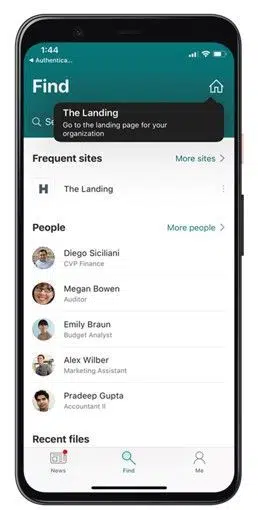 1:44
◀ Authentica...
Find
The Landing
Go to the landing page for your
organization
Se
Frequent sites
More sites >
H
The Landing
People
More people >
Diego Siciliani
CVP Finance
Megan Bowen
Auditor
Emily Braun
Budget Analyst
Alex Wilber
Marketing Assistant
Pradeep Gupta
Accountant II
Recent files
News
Find
Me